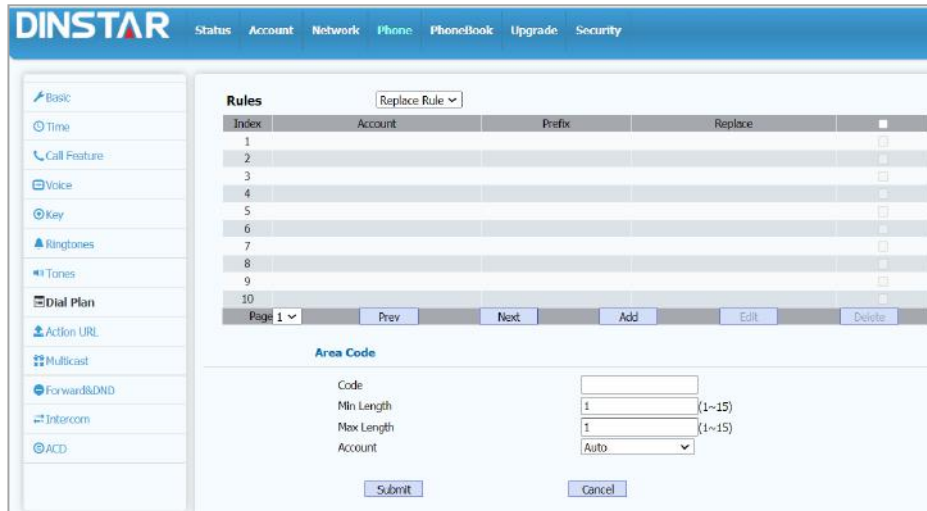 DINSTAR Status Account Network Phone PhoneBook Upgrade Security
Basic
Time
Call Feature
Voice
Key
Ringtones
Tones
Dial Plan
Action URL
Multicast
Forward&DND
Intercom
ACD
Rules Replace Rule
Index Account Prefix Replace
1
2
3
4
5
6
7
8
9
10
Page 1 Prev Next Add Edit Delete
Area Code
Code
Min Length 1 (1~15)
Max Length 1 (1~15)
Account Auto
Submit Cancel